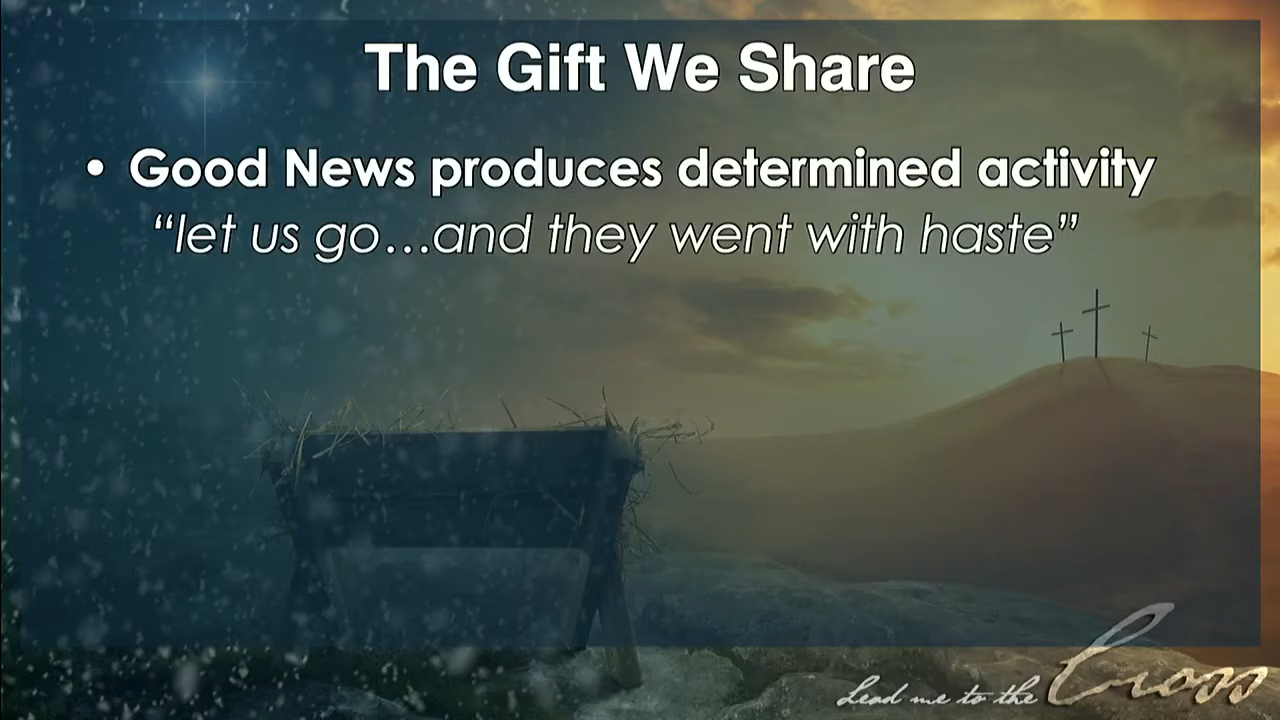 The Gift We Share
• Good News produces determined activity
“let us go…and they went with haste”
Lead me to the Cross